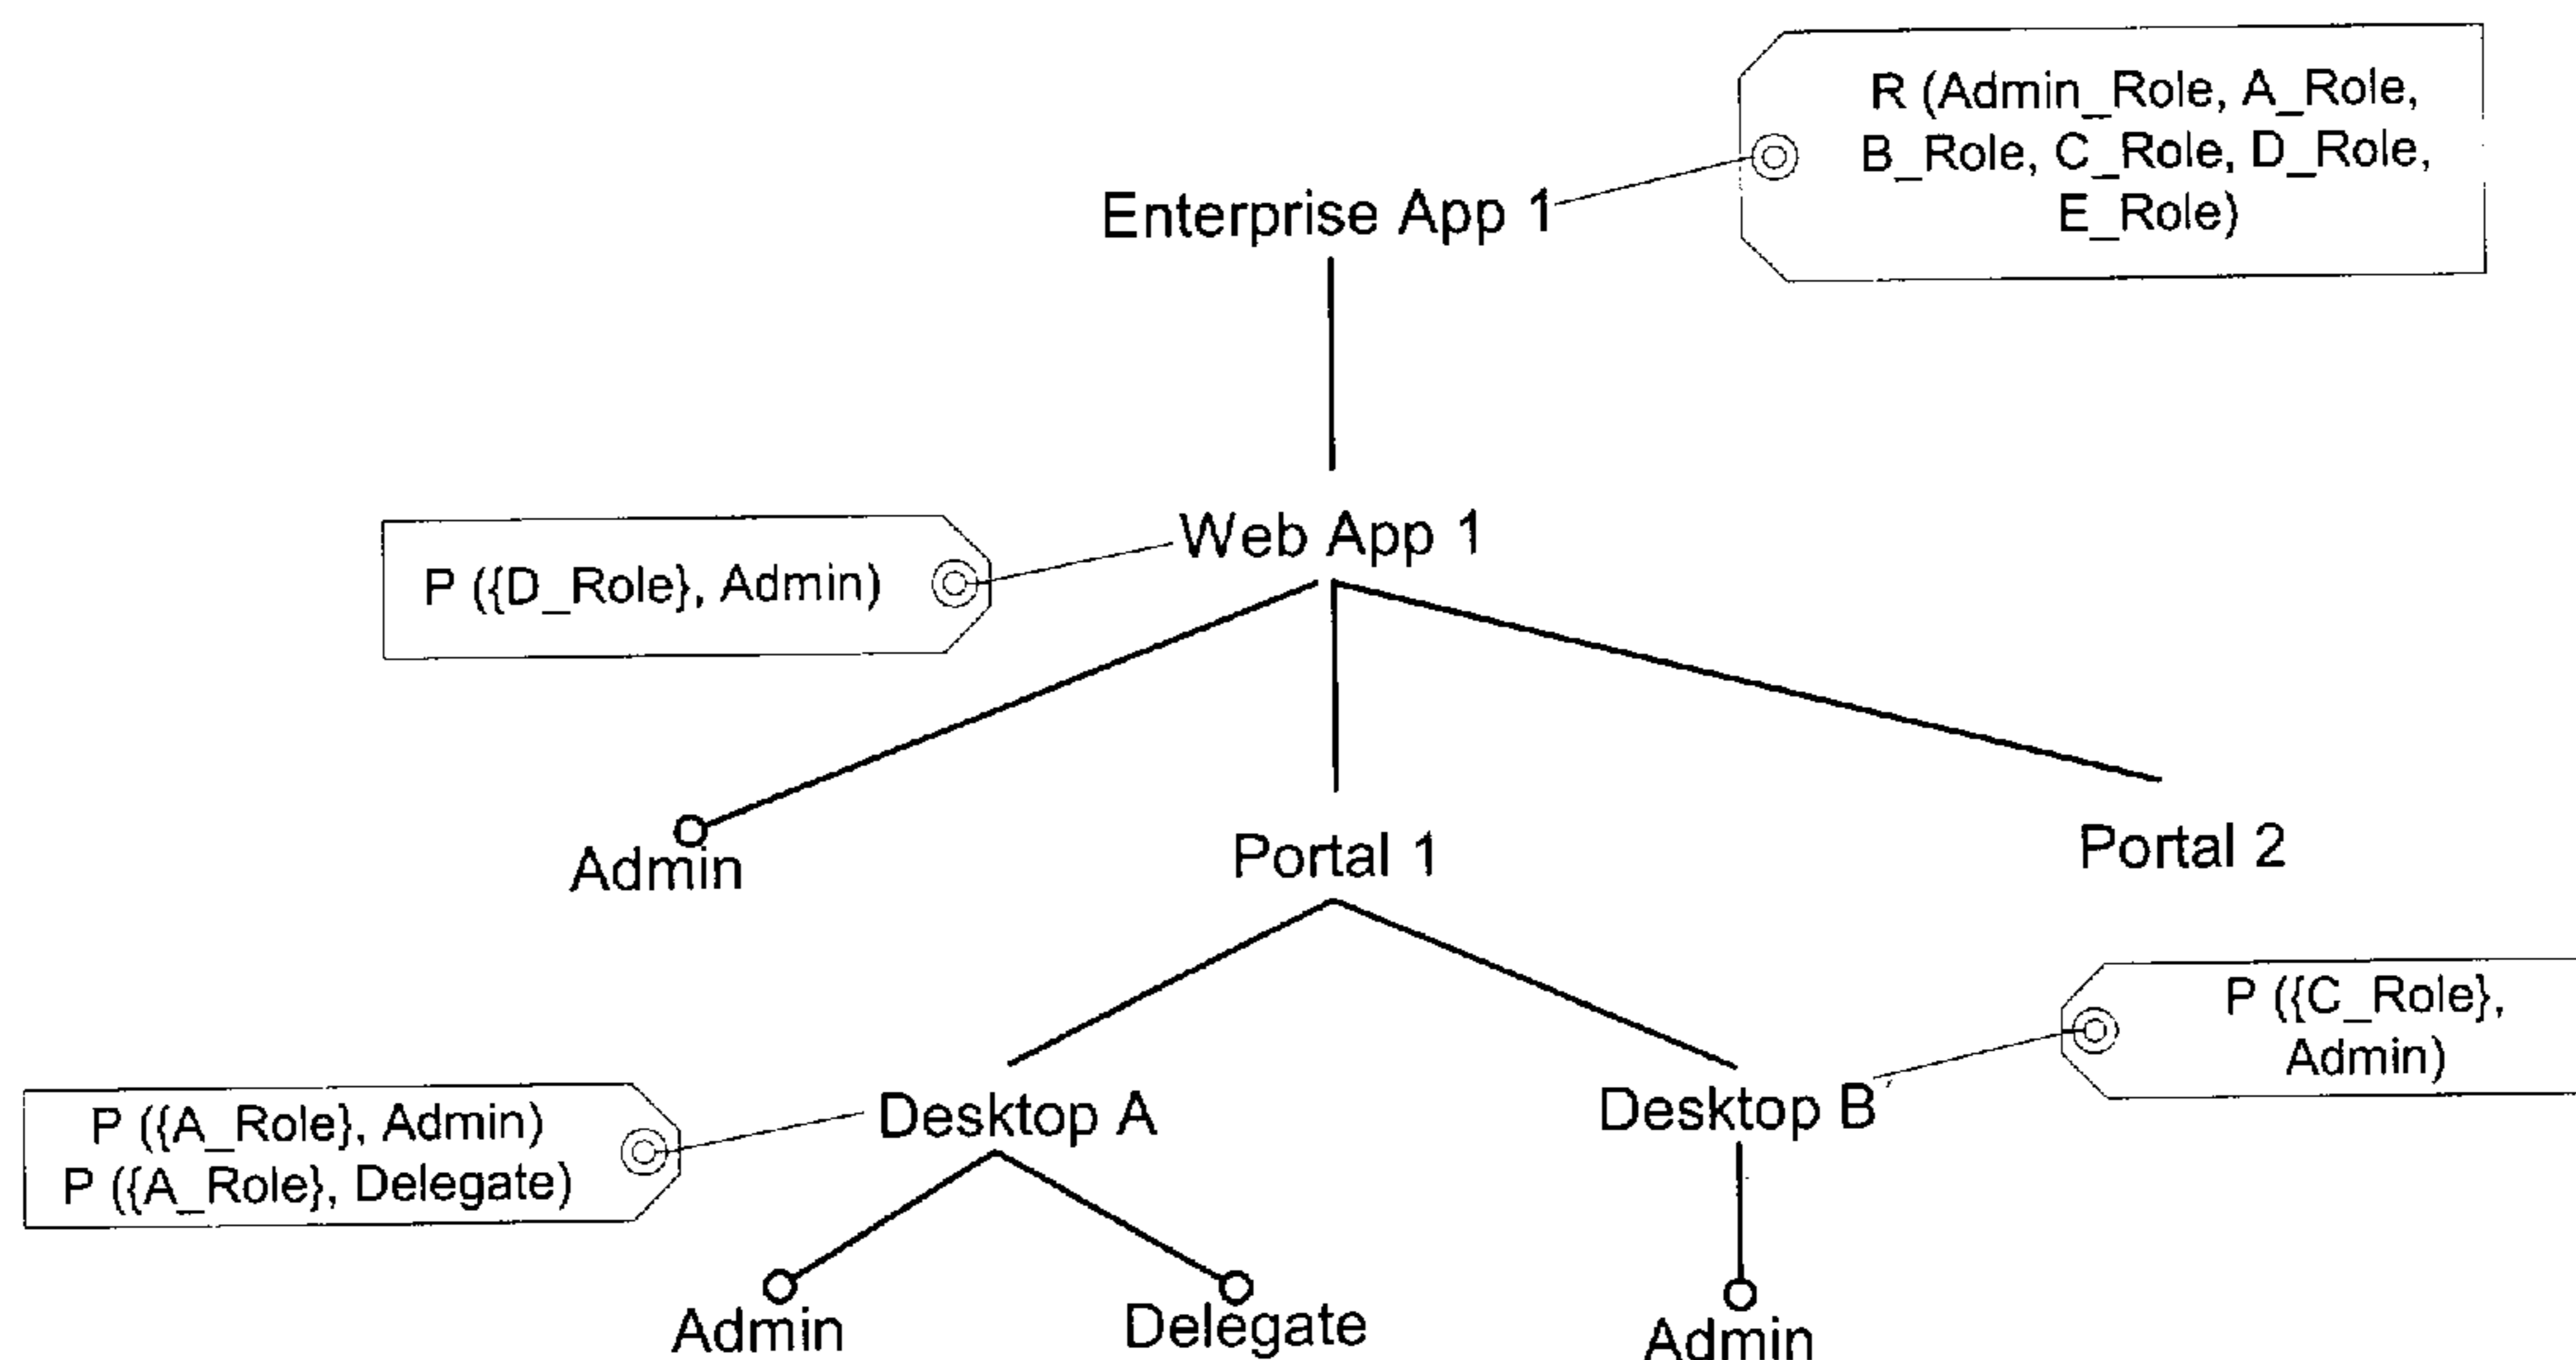 R (Admin_Role, A_Role,
B_Role, C_Role, D_Role,
E_Role)
Enterprise App 1
Web App 1
P ({D_Role}, Admin)
Admin
Portal 1
Portal 2
P ({C_Role},
Admin)
Desktop A
Desktop B
P ({A_Role}, Admin)
P ({A_Role}, Delegate)
Admin
Delegate
Admin